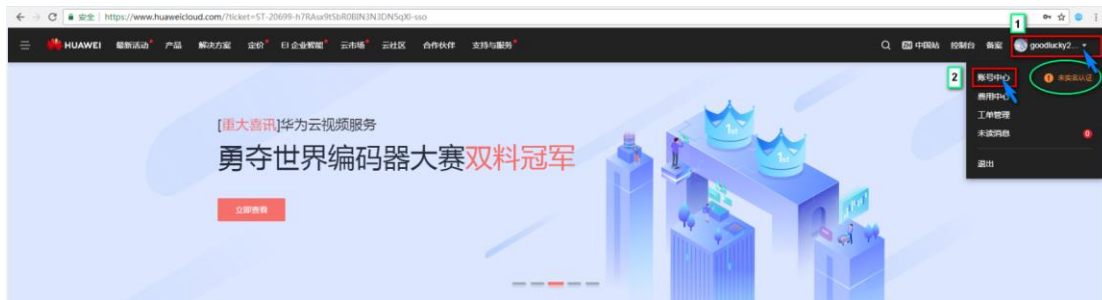 安全 | https://www.huaweicloud.com/?ticket=ST-20699-h7RAsx9tSbR0BIN3N3DN5qXl-sso
1
HUAWEI 最新活动 产品 解决方案 定价 EI 企业智能 云市场 云社区 合作伙伴 支持与服务 中国站 控制台 备案 goodlucky2...
2
账号中心 未实名认证
费用中心
工单管理
未读消息 0
退出
[重大喜讯]华为云视频服务
勇夺世界编码器大赛双料冠军
立即查看
1st
1st